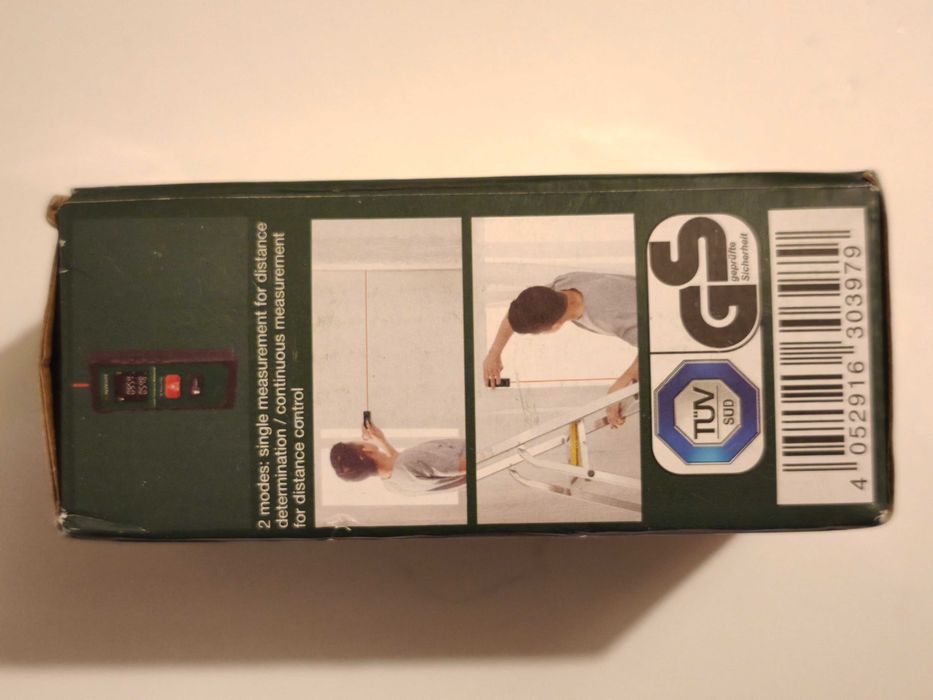 2 modes: single measurement for distance
determination / continuous measurement
for distance control
TÜV
SÜD
GS
geprüfte
Sicherheit
4 052916 303979